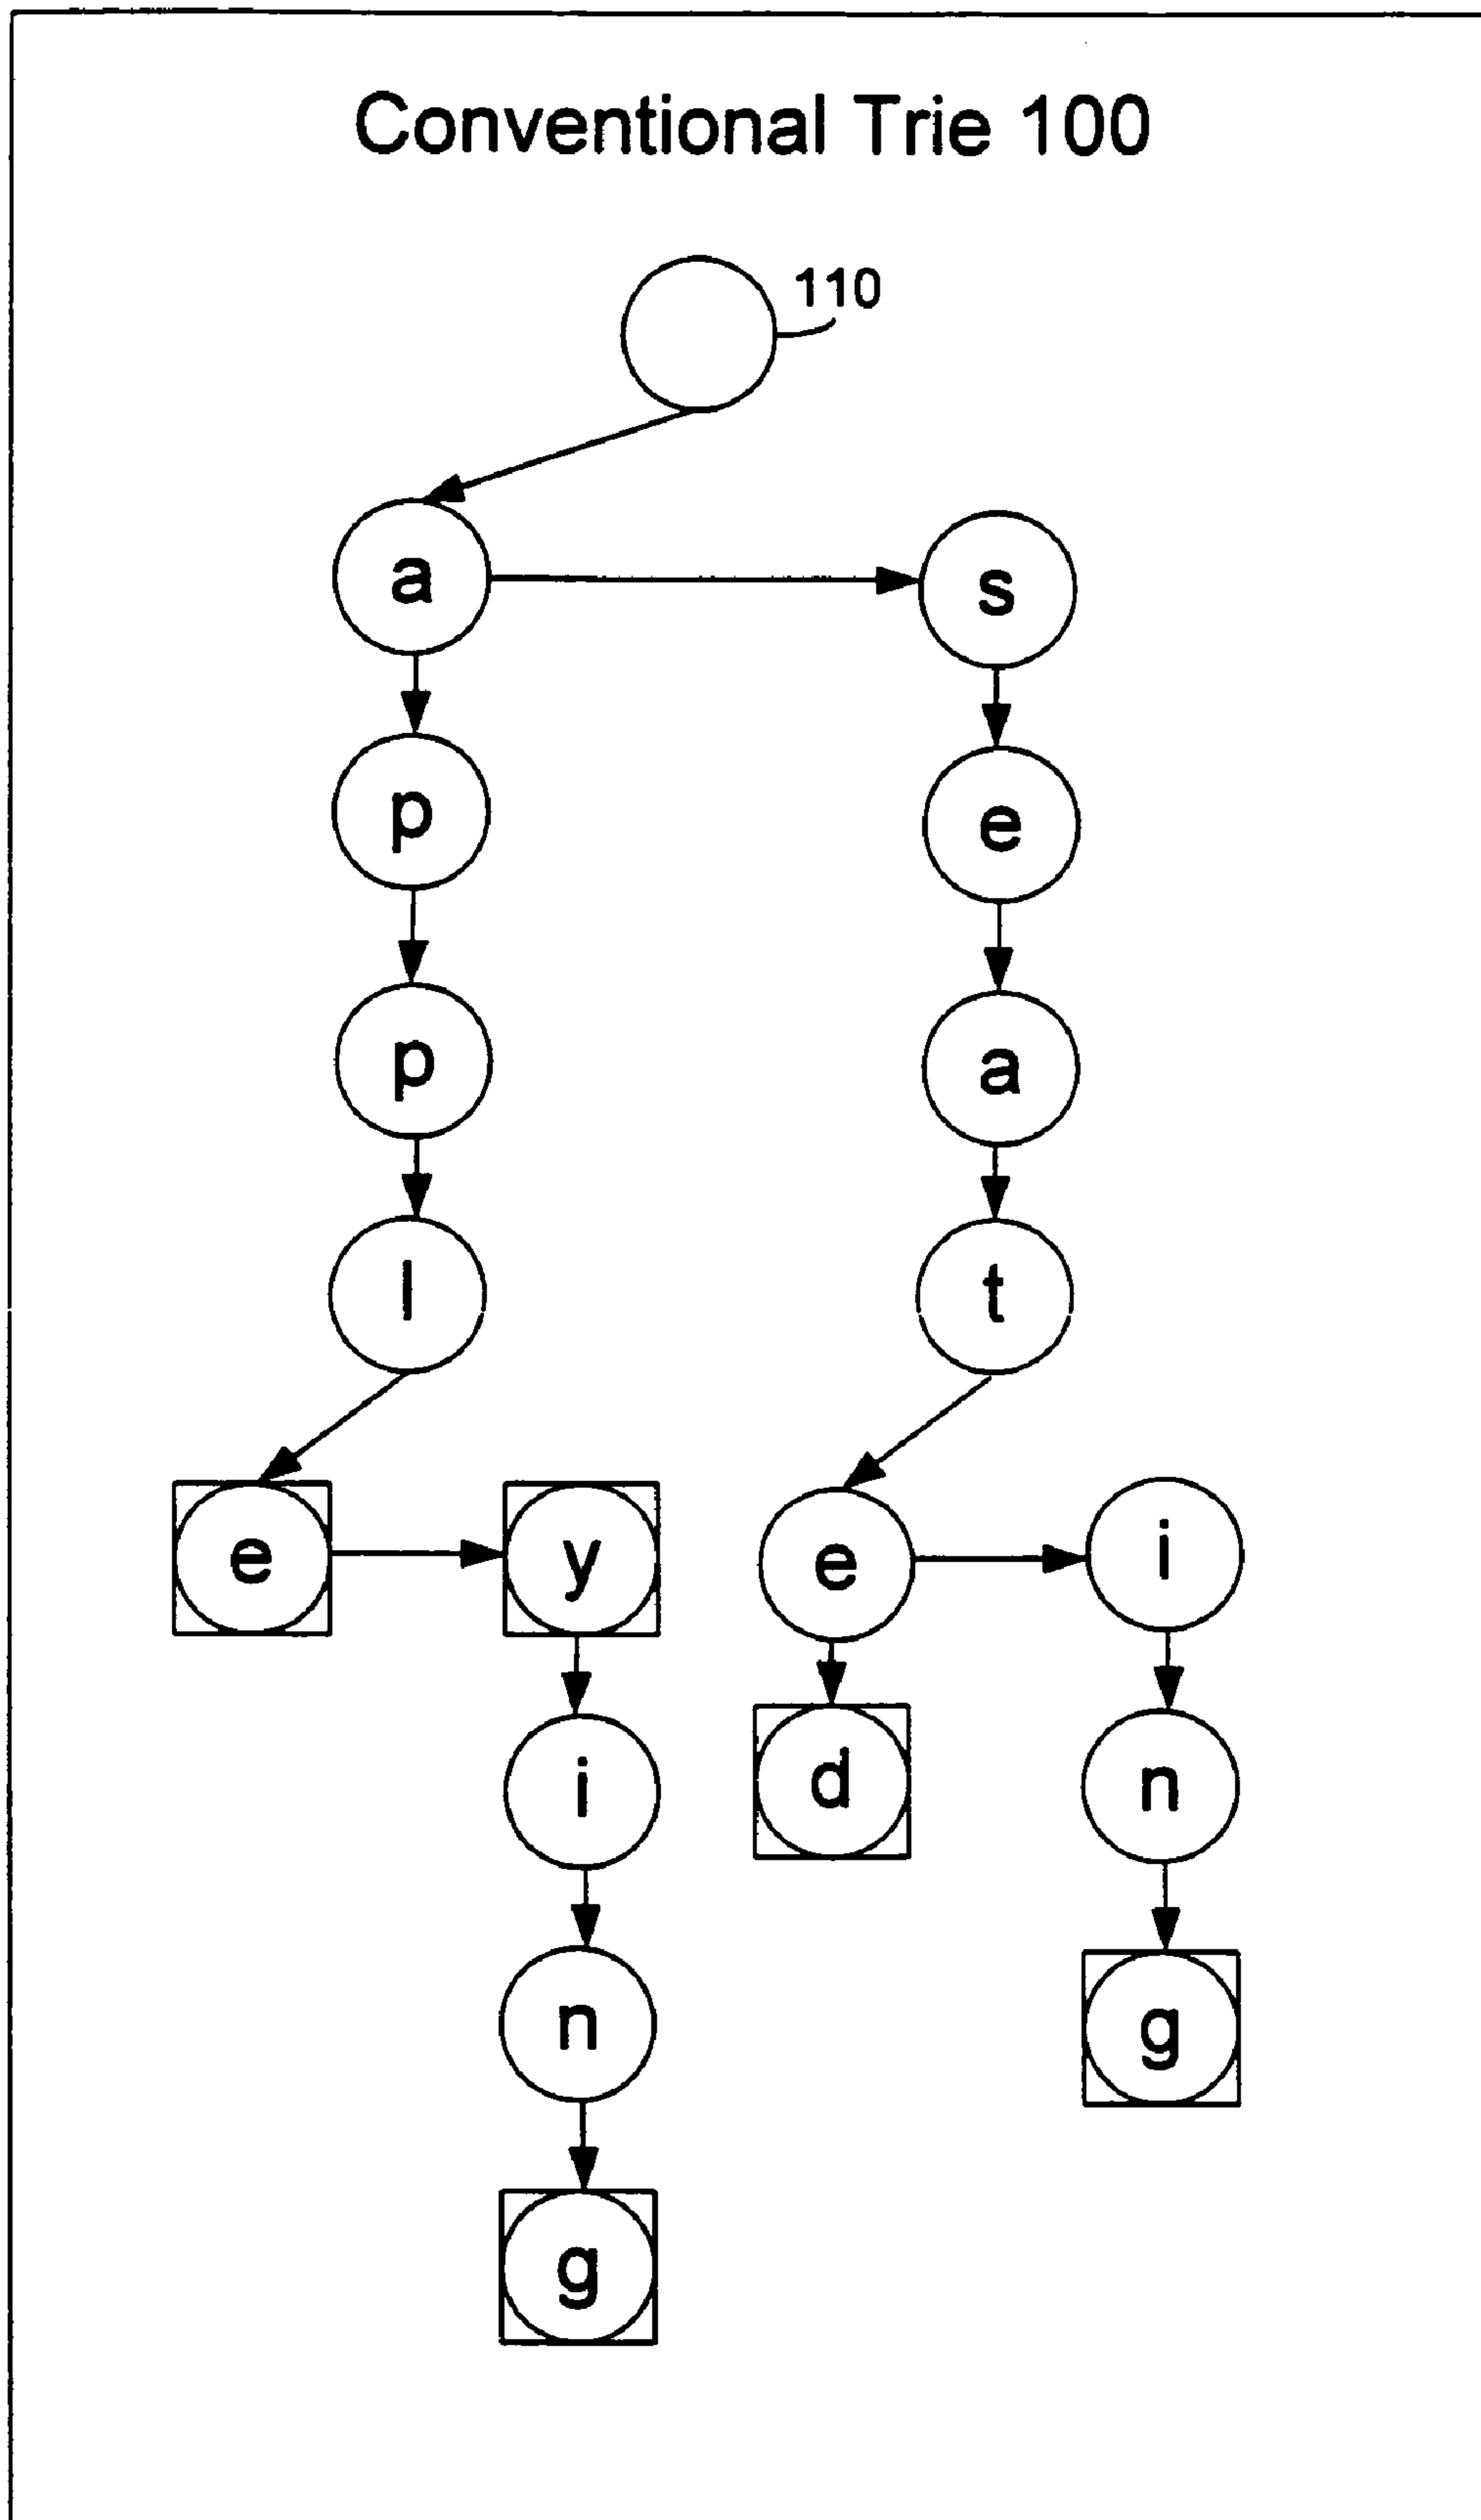 Conventional Trie 100
110
a
s
p
e
p
a
l
t
e y e i
d
i n
n g
g